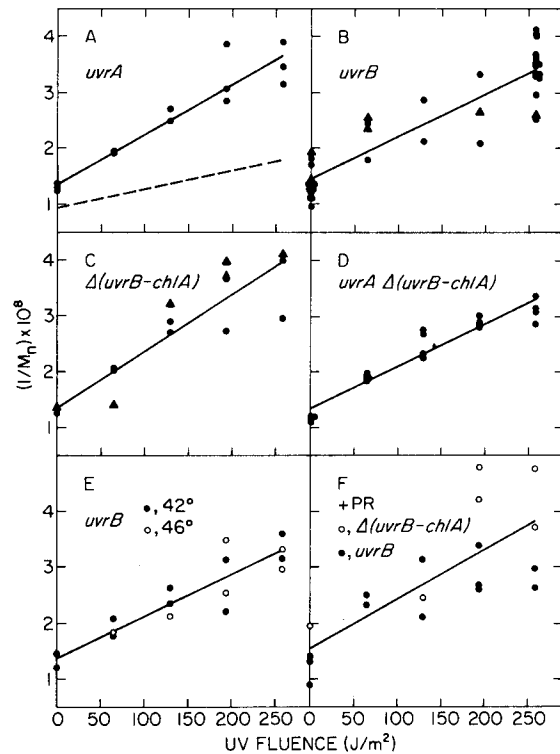 A
uvrA
4
3
2
1
B
uvrB
C
Δ(uvrB-chlA)
4
3
2
1
D
uvrA Δ(uvrB-chlA)
(1/Mn) x 10⁸
E
uvrB
●, 42°
○, 46°
4
3
2
1
0 50 100 150 200 250
F
+PR
○, Δ(uvrB-chlA)
●, uvrB
0 50 100 150 200 250
UV FLUENCE (J/m²)